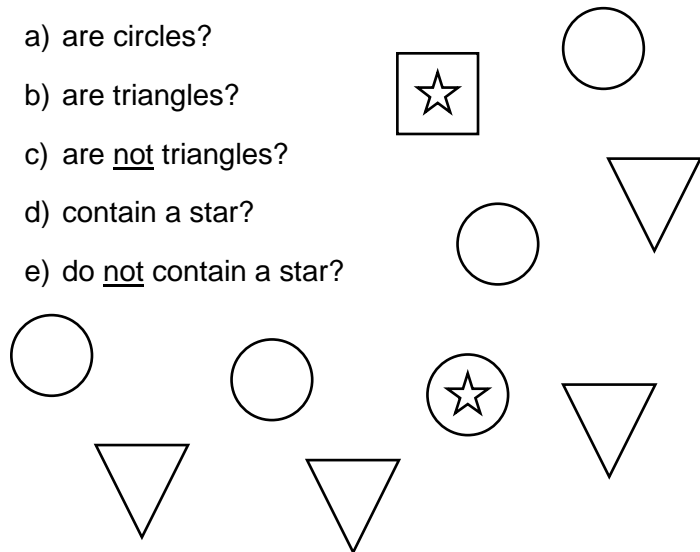 a) are circles?
b) are triangles?
c) are not triangles?
d) contain a star?
e) do not contain a star?